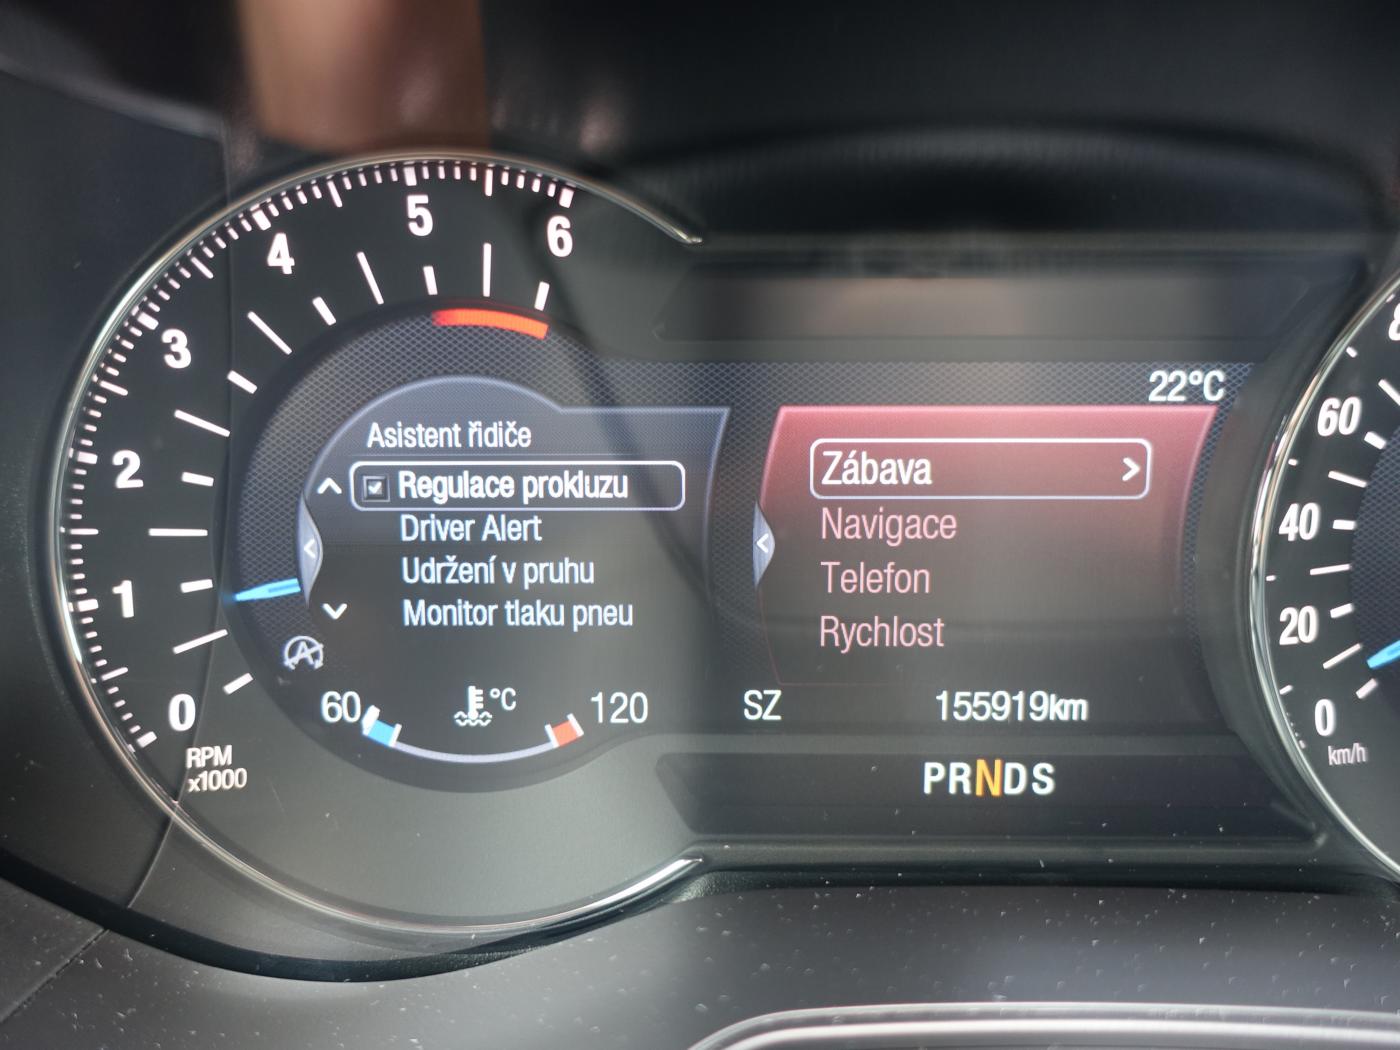 6
5
4
3
2
1
0
RPM
x1000
Asistent řidiče
Regulace prokluzu
Driver Alert
Udržení v pruhu
Monitor tlaku pneu
A
60
°C
120
22°C
Zábava
Navigace
Telefon
Rychlost
SZ
155919km
PRNDS
60
40
20
0
km/h